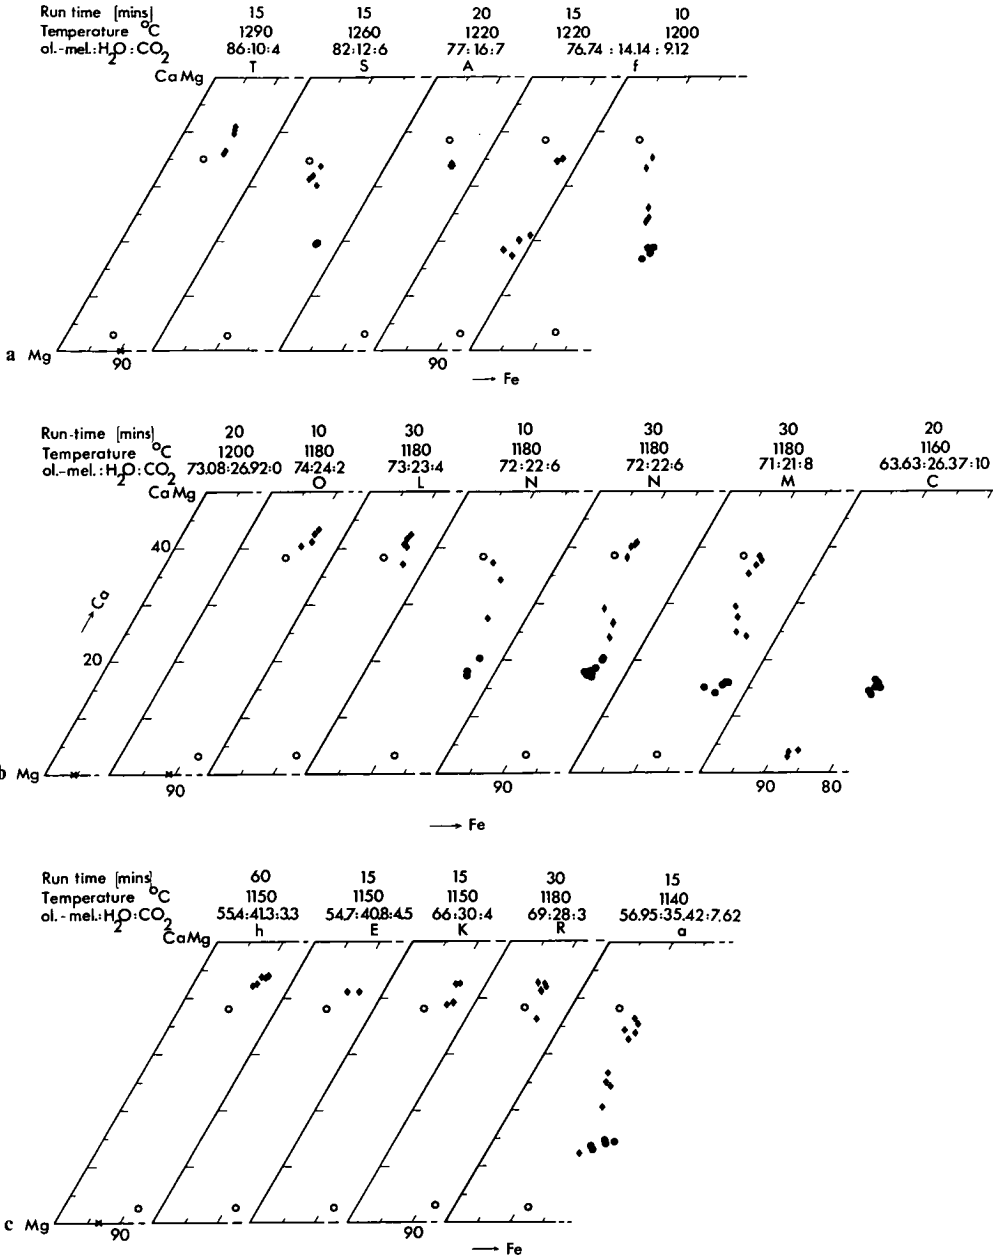 Run time [mins] 15 15 20 15 10
Temperature °C 1290 1260 1220 1220 1200
ol.-mel.:H2O:CO2 86:10:4 82:12:6 77:16:7 76.74 : 14.14 : 9.12
CaMg T S A f
a Mg 90 90
→ Fe
Run-time [mins] 20 10 30 10 30 30 20
Temperature °C 1200 1180 1180 1180 1180 1180 1160
ol.-mel.:H2O:CO2 73.08:26.92:0 74:24:2 73:23:4 72:22:6 72:22:6 71:21:8 63.63:26.37:10
CaMg O L N N M C
40
→ Ca
20
b Mg 90 90 90 80
→ Fe
Run time [mins] 60 15 15 30 15
Temperature °C 1150 1150 1150 1180 1140
ol.-mel.:H2O:CO2 55.4:41.3:3.3 54.7:40.8:4.5 66:30:4 69:28:3 56.95:35.42:7.62
CaMg h E K R a
c Mg 90 90
→ Fe